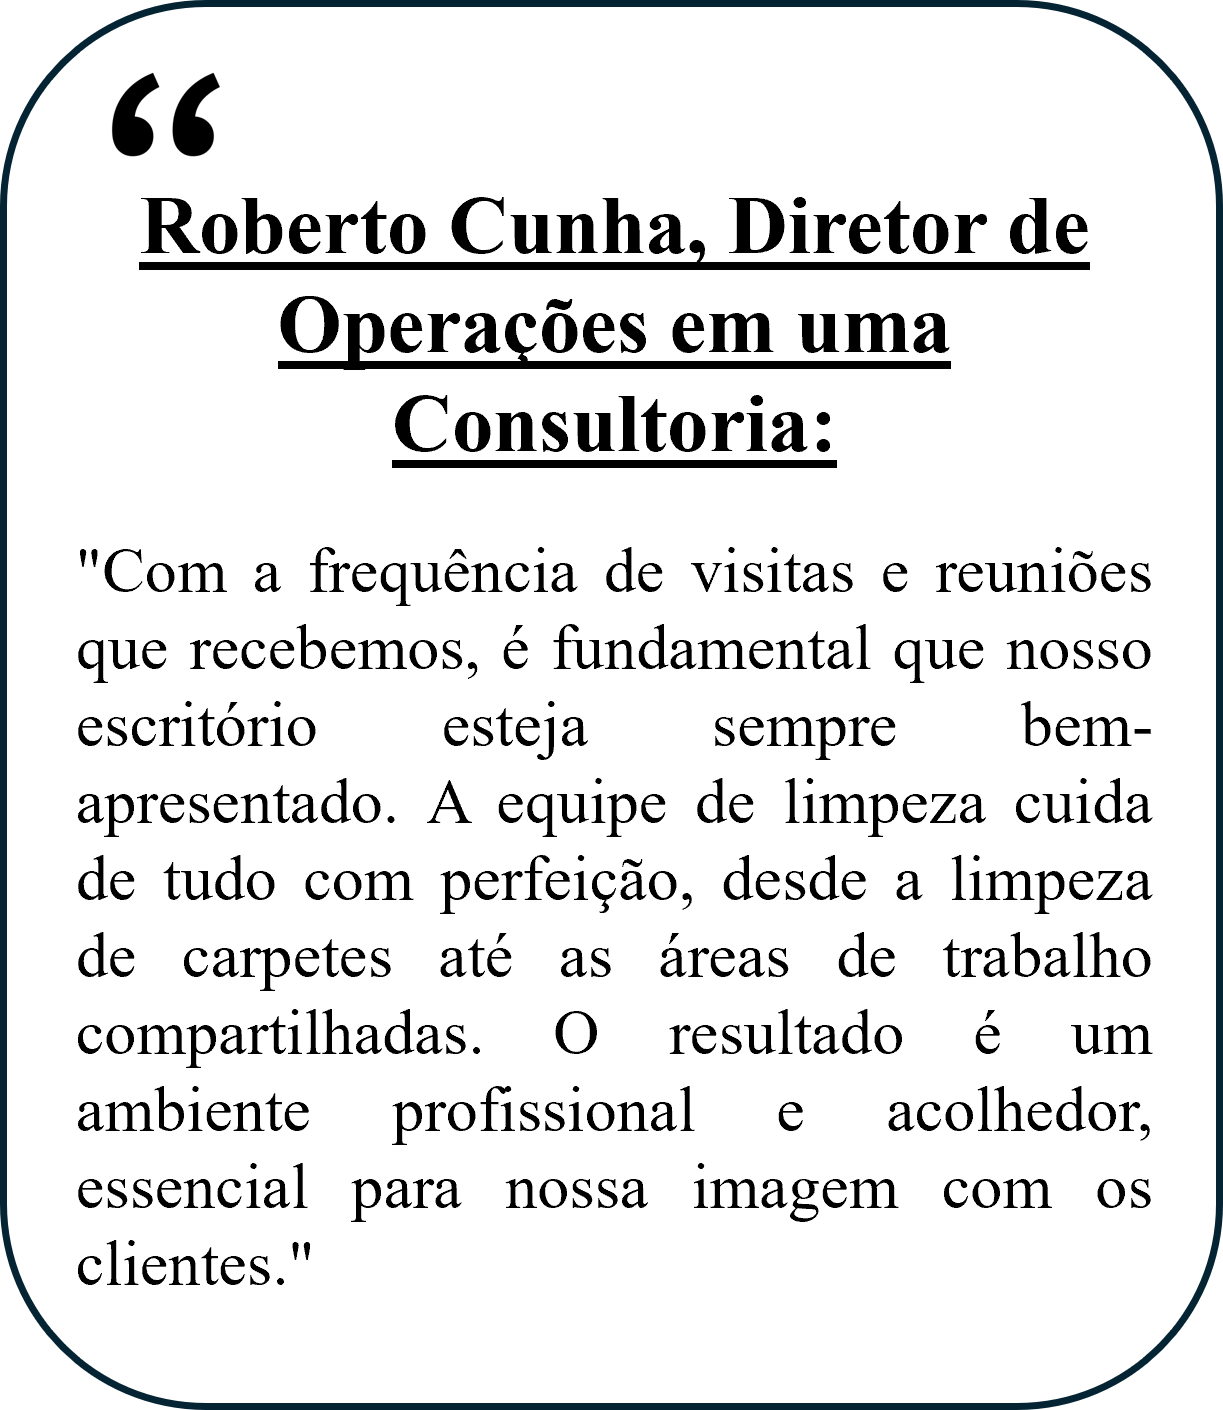 “
Roberto Cunha, Diretor de
Operações em uma
Consultoria:
"Com a frequência de visitas e reuniões
que recebemos, é fundamental que nosso
escritório esteja sempre bem-
apresentado. A equipe de limpeza cuida
de tudo com perfeição, desde a limpeza
de carpetes até as áreas de trabalho
compartilhadas. O resultado é um
ambiente profissional e acolhedor,
essencial para nossa imagem com os
clientes."